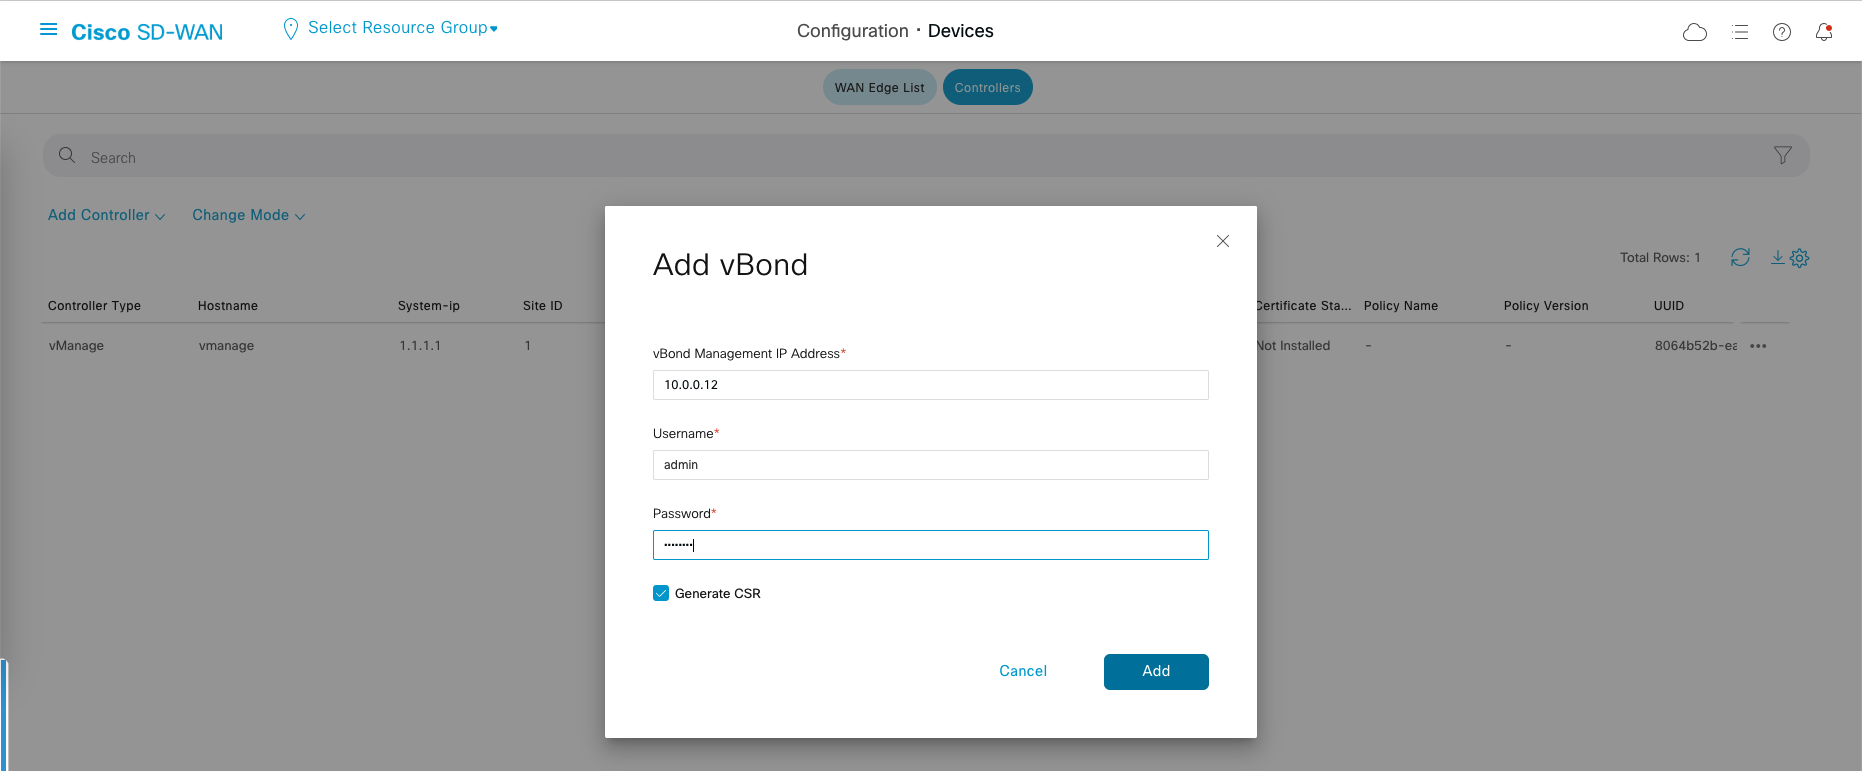 Cisco SD-WAN
Select Resource Group
Configuration · Devices
WAN Edge List
Controllers
Search
Add Controller
Change Mode
Total Rows: 1
Controller Type Hostname System-ip Site ID Certificate Sta... Policy Name Policy Version UUID
vManage vmanage 1.1.1.1 1 Not Installed - - 8064b52b-ea
Add vBond
vBond Management IP Address*
10.0.0.12
Username*
admin
Password*
••••••••
Generate CSR
Cancel
Add